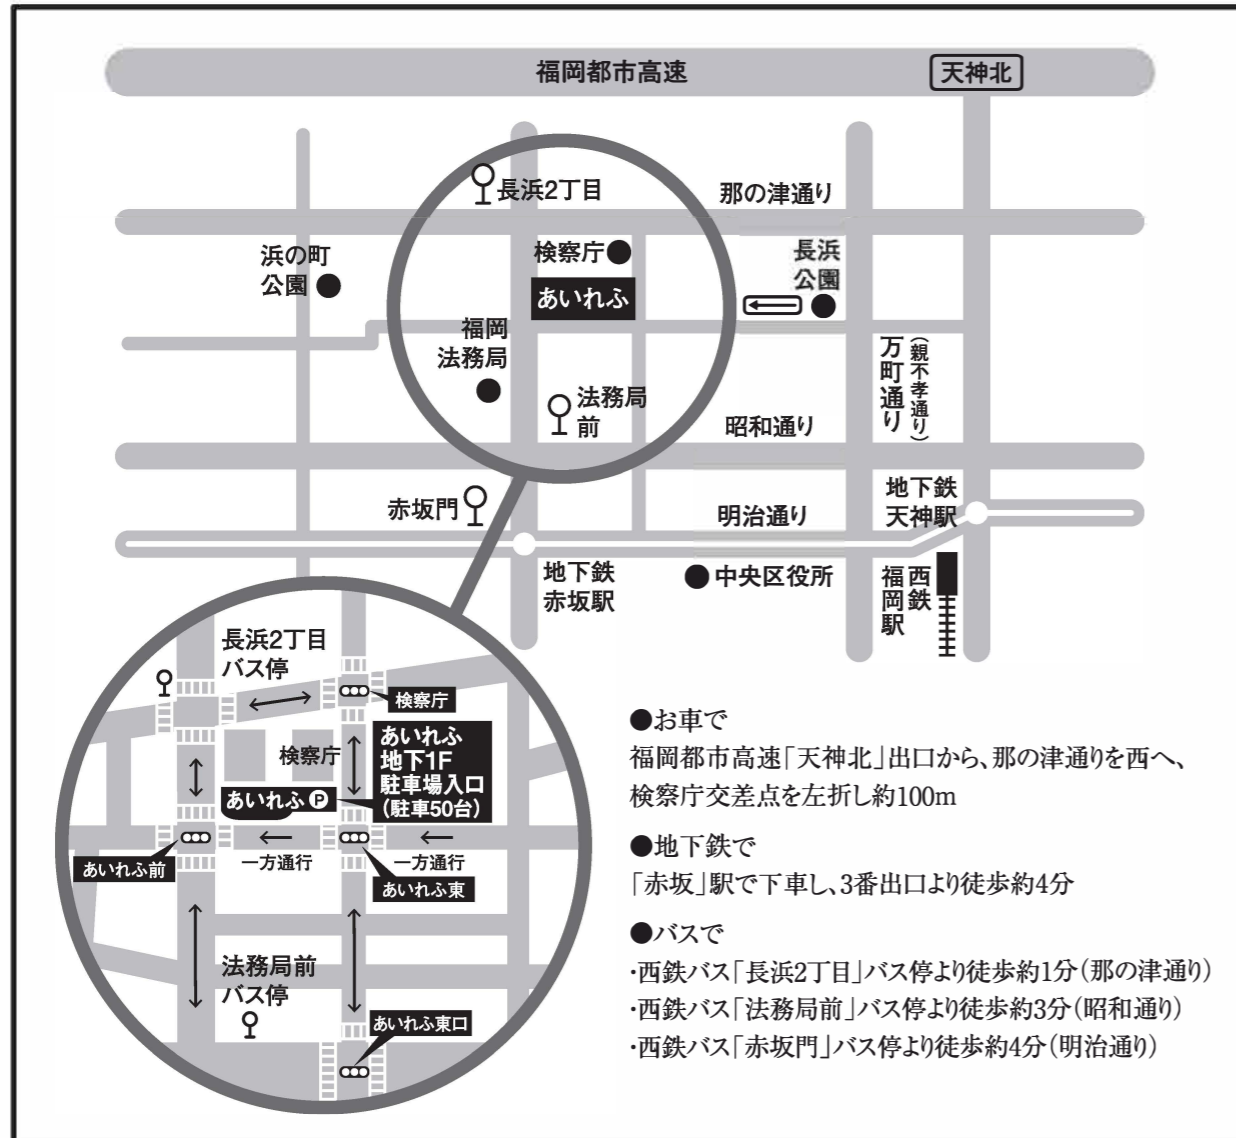 福岡都市高速
天神北
長浜2丁目
那の津通り
検察庁
長浜
公園
浜の町
公園
あいれふ
福岡
法務局
万町通り
（親不孝通り）
法務局
前
昭和通り
赤坂門
明治通り
地下鉄
天神駅
地下鉄
赤坂駅
中央区役所
西鉄
福岡駅
長浜2丁目
バス停
検察庁
検察庁
あいれふ
地下1F
駐車場入口
(駐車50台)
あいれふ P
あいれふ前
一方通行
一方通行
あいれふ東
法務局前
バス停
あいれふ東口
●お車で
福岡都市高速「天神北」出口から、那の津通りを西へ、
検察庁交差点を左折し約100m
●地下鉄で
「赤坂」駅で下車し、3番出口より徒歩約4分
●バスで
・西鉄バス「長浜2丁目」バス停より徒歩約1分(那の津通り)
・西鉄バス「法務局前」バス停より徒歩約3分(昭和通り)
・西鉄バス「赤坂門」バス停より徒歩約4分(明治通り)